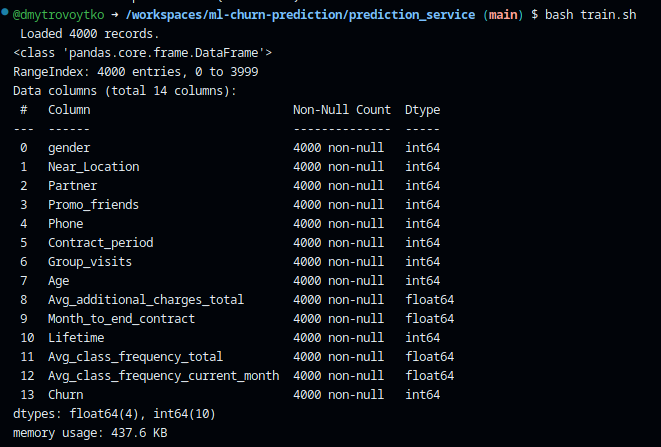 @dmytrovoytko → /workspaces/ml-churn-prediction/prediction_service (main) $ bash train.sh
 Loaded 4000 records.
<class 'pandas.core.frame.DataFrame'>
RangeIndex: 4000 entries, 0 to 3999
Data columns (total 14 columns):
 #   Column                             Non-Null Count  Dtype
---  ------                             --------------  -----
 0   gender                             4000 non-null   int64
 1   Near_Location                      4000 non-null   int64
 2   Partner                            4000 non-null   int64
 3   Promo_friends                      4000 non-null   int64
 4   Phone                              4000 non-null   int64
 5   Contract_period                    4000 non-null   int64
 6   Group_visits                       4000 non-null   int64
 7   Age                                4000 non-null   int64
 8   Avg_additional_charges_total       4000 non-null   float64
 9   Month_to_end_contract              4000 non-null   float64
 10  Lifetime                           4000 non-null   int64
 11  Avg_class_frequency_total          4000 non-null   float64
 12  Avg_class_frequency_current_month  4000 non-null   float64
 13  Churn                              4000 non-null   int64
dtypes: float64(4), int64(10)
memory usage: 437.6 KB